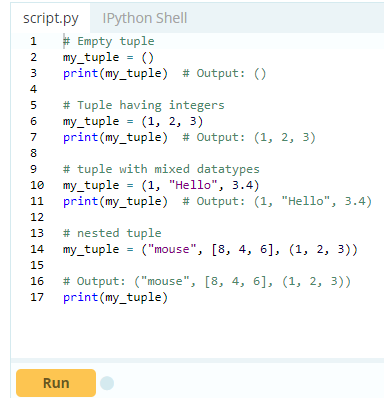 script.py IPython Shell
1 # Empty tuple
2 my_tuple = ()
3 print(my_tuple)  # Output: ()
4
5 # Tuple having integers
6 my_tuple = (1, 2, 3)
7 print(my_tuple)  # Output: (1, 2, 3)
8
9 # tuple with mixed datatypes
10 my_tuple = (1, "Hello", 3.4)
11 print(my_tuple)  # Output: (1, "Hello", 3.4)
12
13 # nested tuple
14 my_tuple = ("mouse", [8, 4, 6], (1, 2, 3))
15
16 # Output: ("mouse", [8, 4, 6], (1, 2, 3))
17 print(my_tuple)
Run